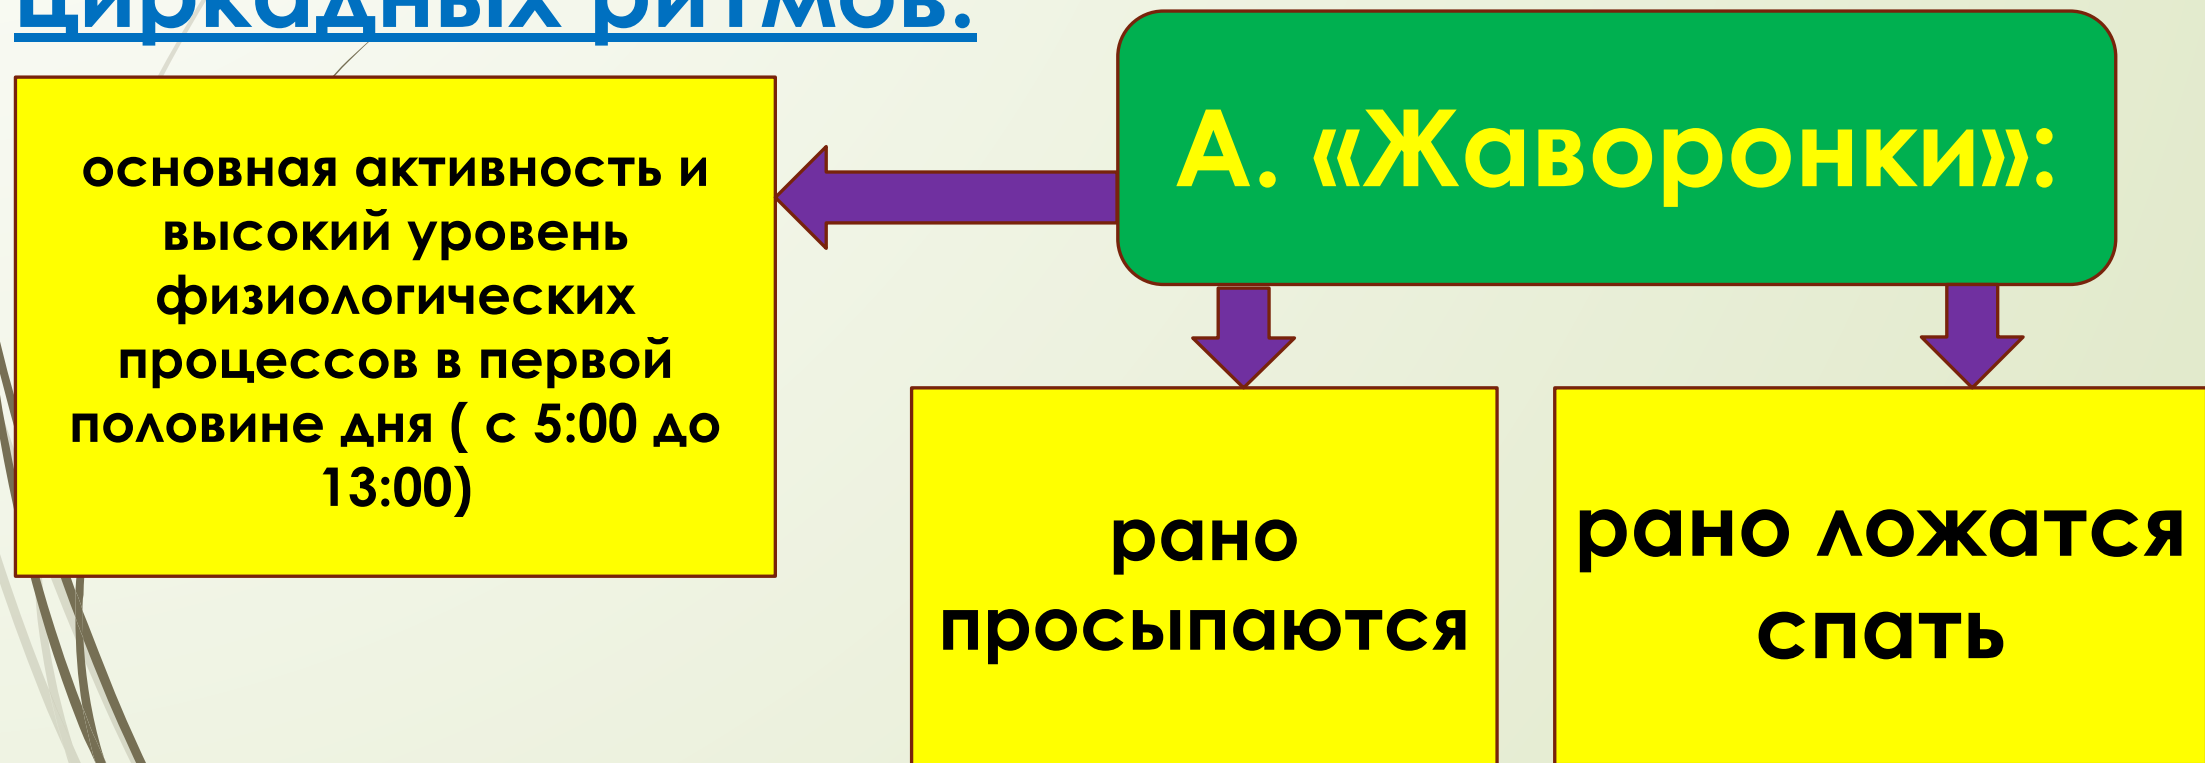 циркадных ритмов:
А. «Жаворонки»:
основная активность и
высокий уровень
физиологических
процессов в первой
половине дня ( с 5:00 до
13:00)
рано
просыпаются
рано ложатся
спать